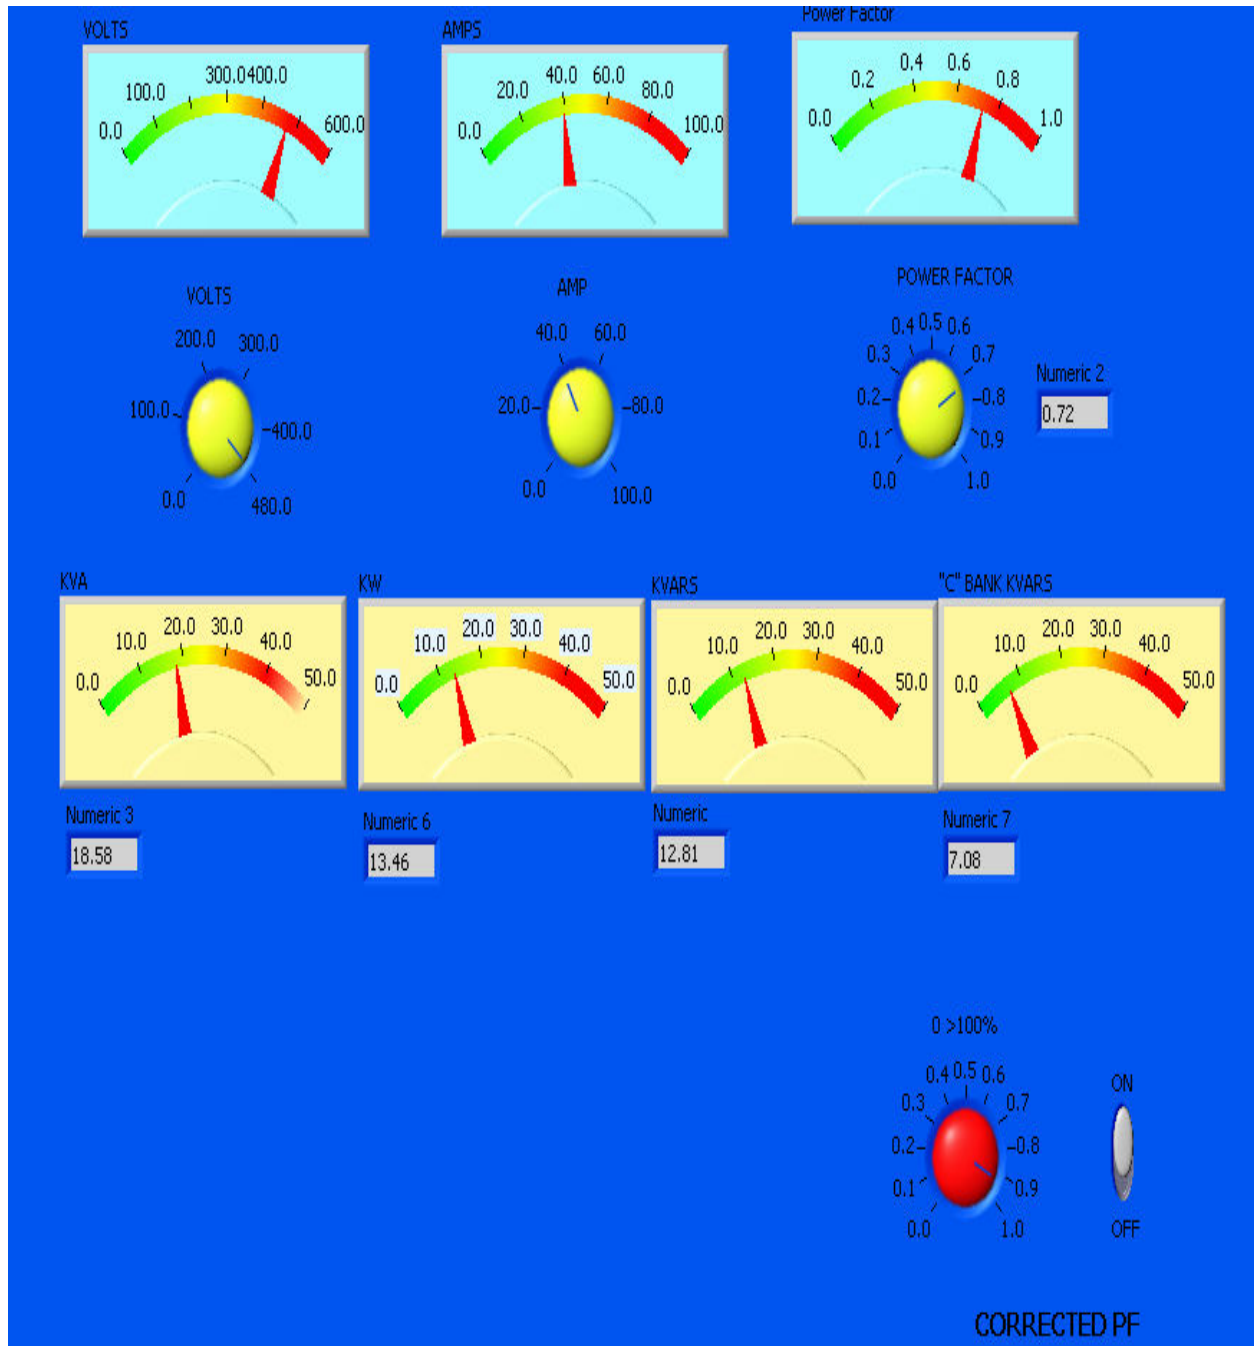 VOLTS
0.0 100.0 300.0 400.0 600.0
AMPS
0.0 20.0 40.0 60.0 80.0 100.0
Power Factor
0.0 0.2 0.4 0.6 0.8 1.0
VOLTS
0.0 100.0 200.0 300.0 400.0 480.0
AMP
0.0 20.0 40.0 60.0 80.0 100.0
POWER FACTOR
0.0 0.1 0.2 0.3 0.4 0.5 0.6 0.7 0.8 0.9 1.0
Numeric 2
0.72
KVA
0.0 10.0 20.0 30.0 40.0 50.0
Numeric 3
18.58
KW
0.0 10.0 20.0 30.0 40.0 50.0
Numeric 6
13.46
KVARS
0.0 10.0 20.0 30.0 40.0 50.0
Numeric
12.81
"C" BANK KVARS
0.0 10.0 20.0 30.0 40.0 50.0
Numeric 7
7.08
0 >100%
0.0 0.1 0.2 0.3 0.4 0.5 0.6 0.7 0.8 0.9 1.0
ON
OFF
CORRECTED PF